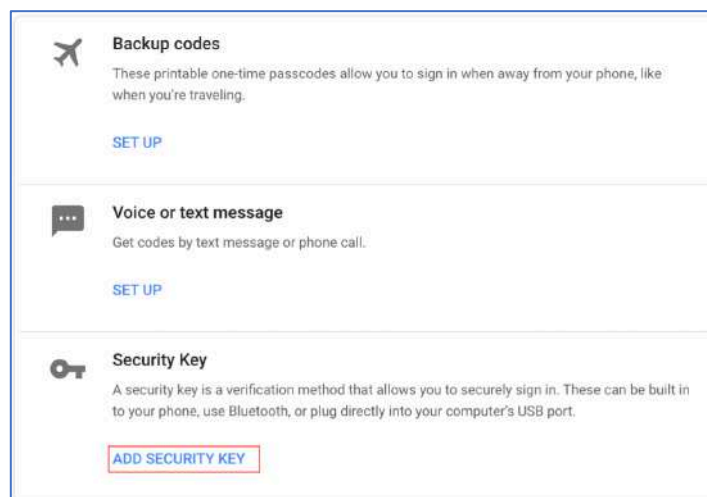 Backup codes
These printable one-time passcodes allow you to sign in when away from your phone, like
when you're traveling.
SET UP
Voice or text message
Get codes by text message or phone call.
SET UP
Security Key
A security key is a verification method that allows you to securely sign in. These can be built in
to your phone, use Bluetooth, or plug directly into your computer's USB port.
ADD SECURITY KEY